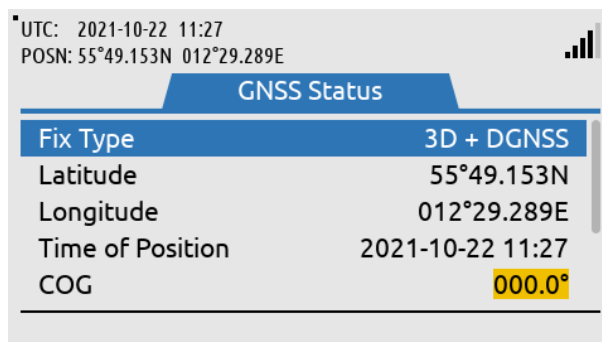 UTC: 2021-10-22 11:27
POSN: 55°49.153N 012°29.289E
GNSS Status
Fix Type 3D + DGNSS
Latitude 55°49.153N
Longitude 012°29.289E
Time of Position 2021-10-22 11:27
COG 000.0°